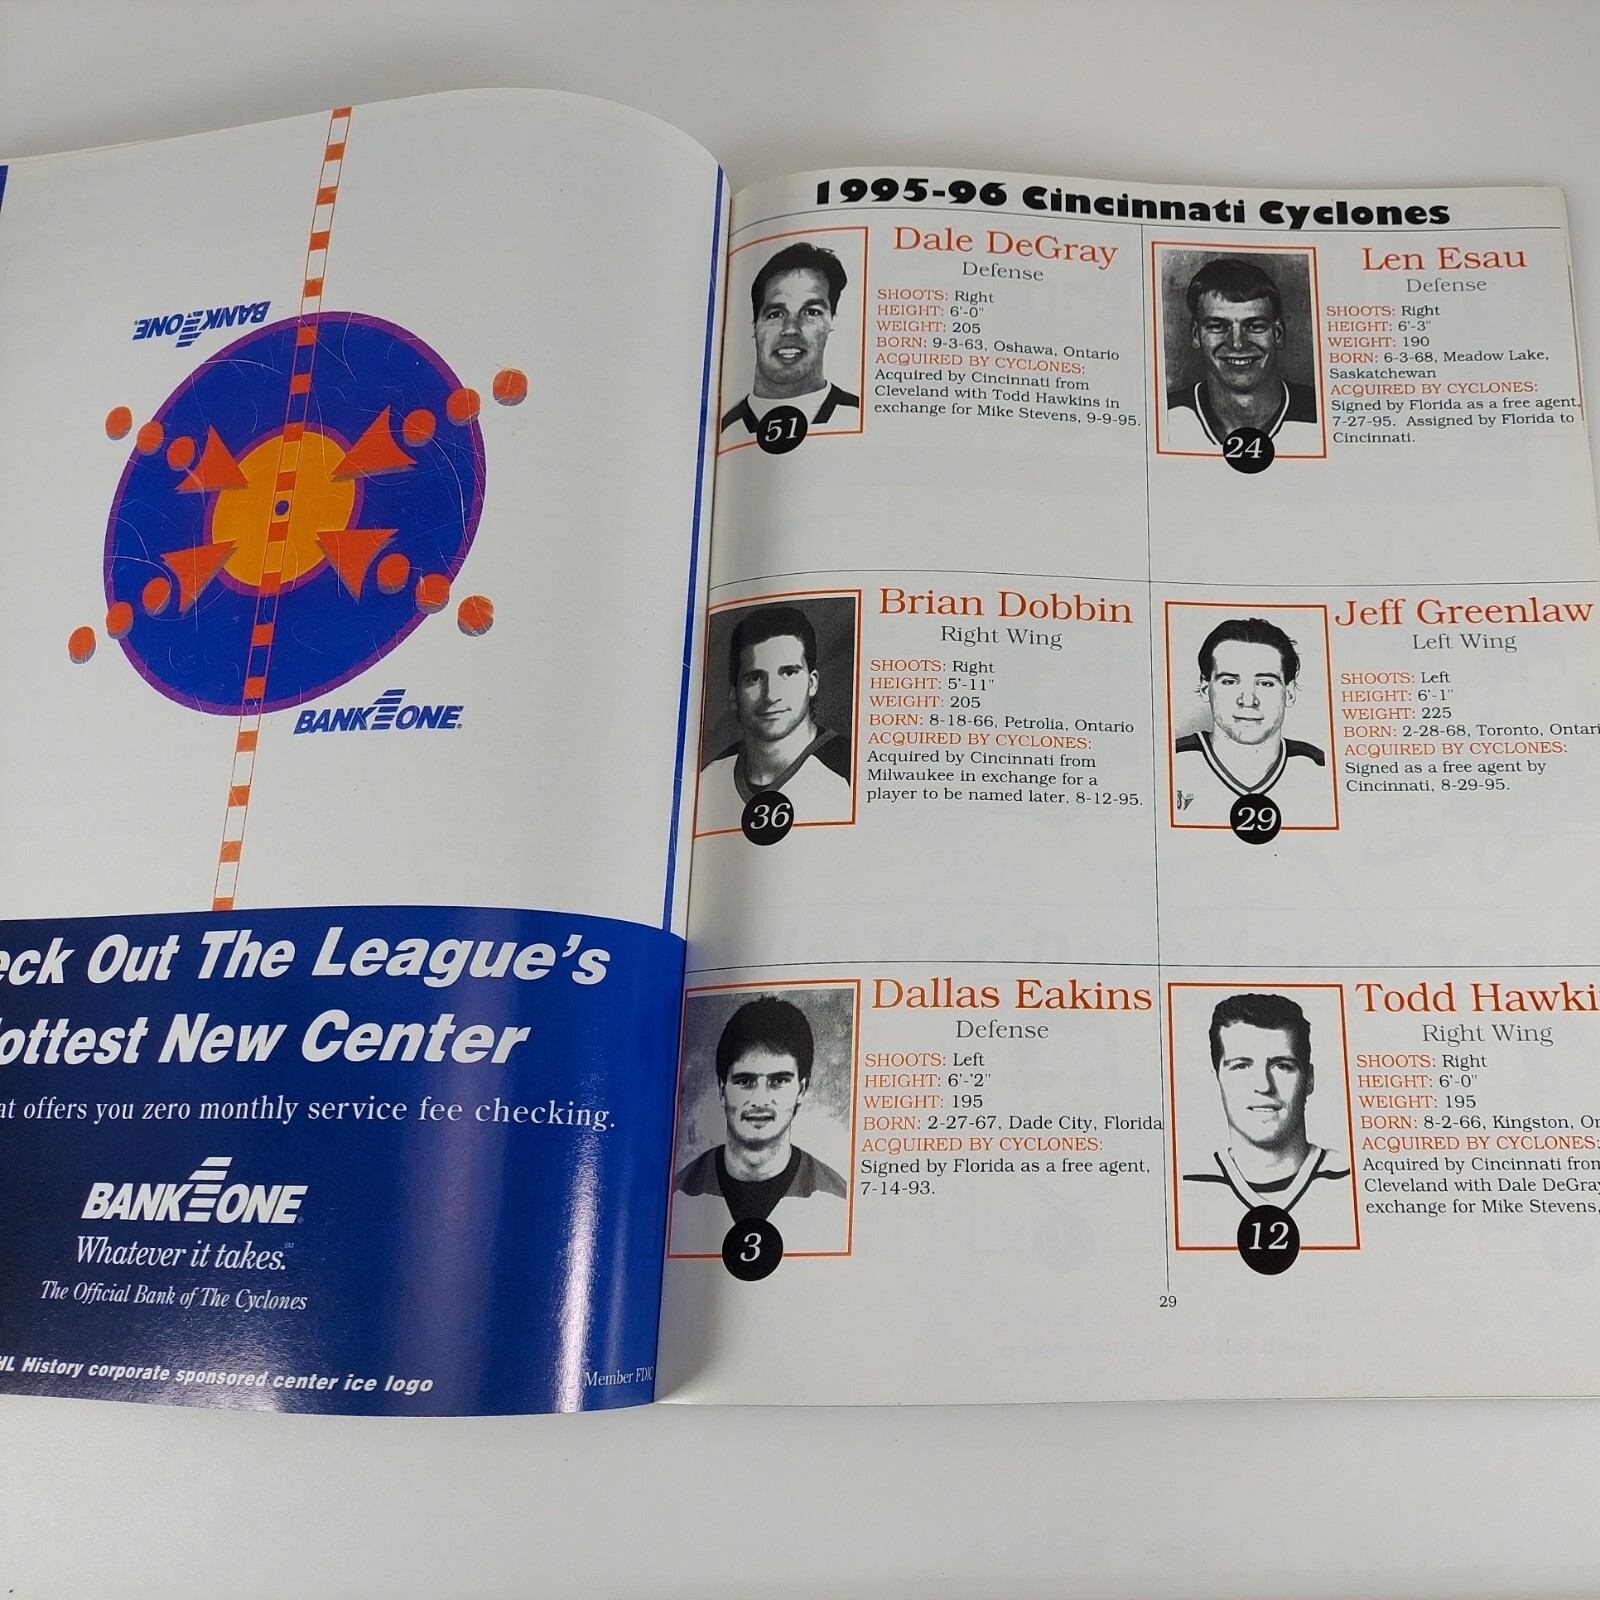 BANK ONE
BANK ONE
eck Out The League's
ottest New Center
at offers you zero monthly service fee checking.
BANK ONE
Whatever it takes.
The Official Bank of The Cyclones
HL History corporate sponsored center ice logo
Member FDIC
1995-96 Cincinnati Cyclones
Dale DeGray
Defense
SHOOTS: Right
HEIGHT: 6'-0"
WEIGHT: 205
BORN: 9-3-63, Oshawa, Ontario
ACQUIRED BY CYCLONES:
Acquired by Cincinnati from
Cleveland with Todd Hawkins in
exchange for Mike Stevens, 9-9-95.
51
Len Esau
Defense
SHOOTS: Right
HEIGHT: 6'-3"
WEIGHT: 190
BORN: 6-3-68, Meadow Lake,
Saskatchewan
ACQUIRED BY CYCLONES:
Signed by Florida as a free agent,
7-27-95. Assigned by Florida to
Cincinnati.
24
Brian Dobbin
Right Wing
SHOOTS: Right
HEIGHT: 5'-11"
WEIGHT: 205
BORN: 8-18-66, Petrolia, Ontario
ACQUIRED BY CYCLONES:
Acquired by Cincinnati from
Milwaukee in exchange for a
player to be named later, 8-12-95.
36
Jeff Greenlaw
Left Wing
SHOOTS: Left
HEIGHT: 6'-1"
WEIGHT: 225
BORN: 2-28-68, Toronto, Ontari
ACQUIRED BY CYCLONES:
Signed as a free agent by
Cincinnati, 8-29-95.
29
Dallas Eakins
Defense
SHOOTS: Left
HEIGHT: 6'-'2"
WEIGHT: 195
BORN: 2-27-67, Dade City, Florida
ACQUIRED BY CYCLONES:
Signed by Florida as a free agent,
7-14-93.
3
Todd Hawki
Right Wing
SHOOTS: Right
HEIGHT: 6'-0"
WEIGHT: 195
BORN: 8-2-66, Kingston, On
ACQUIRED BY CYCLONES:
Acquired by Cincinnati from
Cleveland with Dale DeGray
exchange for Mike Stevens,
12
29